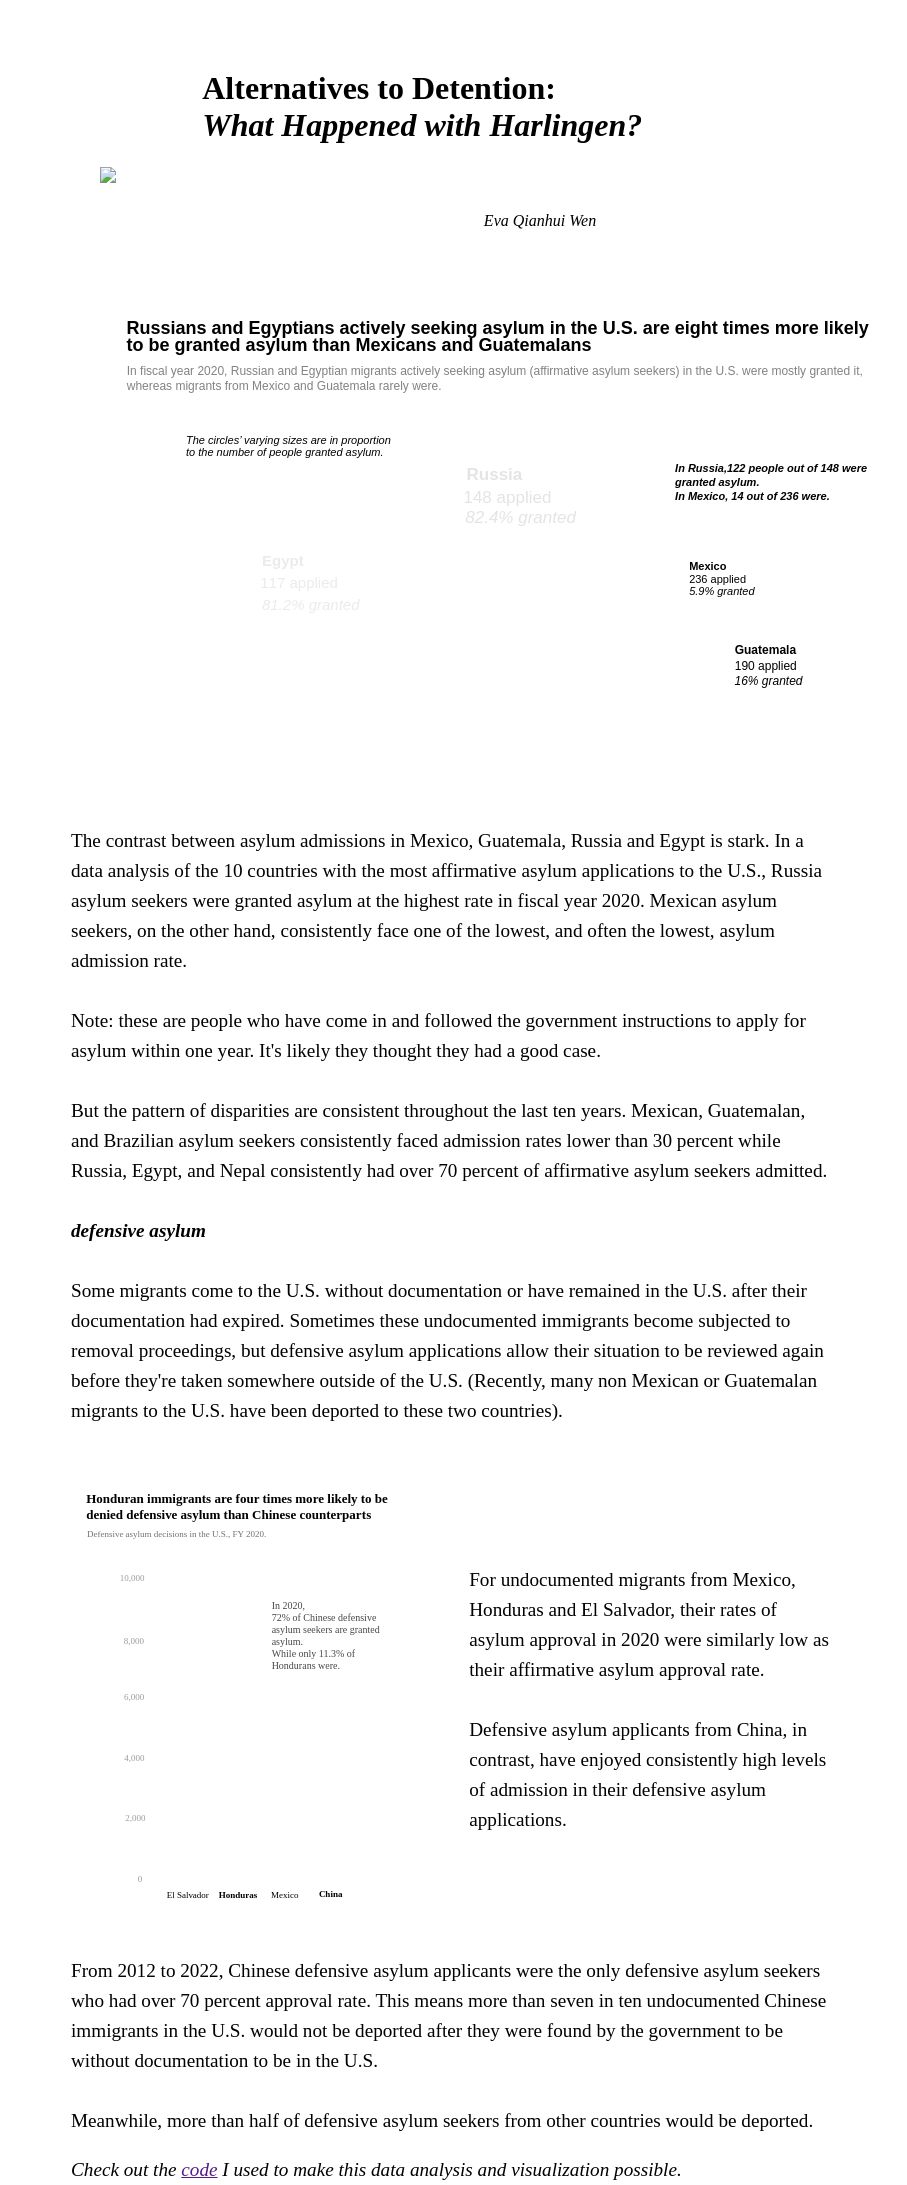 Alternatives to Detention:
What Happened with Harlingen?
Eva Qianhui Wen
Russians and Egyptians actively seeking asylum in the U.S. are eight times more likely
to be granted asylum than Mexicans and Guatemalans
In fiscal year 2020, Russian and Egyptian migrants actively seeking asylum (affirmative asylum seekers) in the U.S. were mostly granted it,
whereas migrants from Mexico and Guatemala rarely were.
The circles' varying sizes are in proportion
to the number of people granted asylum.
Russia
148 applied
82.4% granted
In Russia,122 people out of 148 were
granted asylum.
In Mexico, 14 out of 236 were.
Egypt
117 applied
81.2% granted
Mexico
236 applied
5.9% granted
Guatemala
190 applied
16% granted
The contrast between asylum admissions in Mexico, Guatemala, Russia and Egypt is stark. In a
data analysis of the 10 countries with the most affirmative asylum applications to the U.S., Russia
asylum seekers were granted asylum at the highest rate in fiscal year 2020. Mexican asylum
seekers, on the other hand, consistently face one of the lowest, and often the lowest, asylum
admission rate.
Note: these are people who have come in and followed the government instructions to apply for
asylum within one year. It's likely they thought they had a good case.
But the pattern of disparities are consistent throughout the last ten years. Mexican, Guatemalan,
and Brazilian asylum seekers consistently faced admission rates lower than 30 percent while
Russia, Egypt, and Nepal consistently had over 70 percent of affirmative asylum seekers admitted.
defensive asylum
Some migrants come to the U.S. without documentation or have remained in the U.S. after their
documentation had expired. Sometimes these undocumented immigrants become subjected to
removal proceedings, but defensive asylum applications allow their situation to be reviewed again
before they're taken somewhere outside of the U.S. (Recently, many non Mexican or Guatemalan
migrants to the U.S. have been deported to these two countries).
Honduran immigrants are four times more likely to be
denied defensive asylum than Chinese counterparts
Defensive asylum decisions in the U.S., FY 2020.
10,000
8,000
6,000
4,000
2,000
0
In 2020,
72% of Chinese defensive
asylum seekers are granted
asylum.
While only 11.3% of
Hondurans were.
El Salvador Honduras Mexico China
For undocumented migrants from Mexico,
Honduras and El Salvador, their rates of
asylum approval in 2020 were similarly low as
their affirmative asylum approval rate.
Defensive asylum applicants from China, in
contrast, have enjoyed consistently high levels
of admission in their defensive asylum
applications.
From 2012 to 2022, Chinese defensive asylum applicants were the only defensive asylum seekers
who had over 70 percent approval rate. This means more than seven in ten undocumented Chinese
immigrants in the U.S. would not be deported after they were found by the government to be
without documentation to be in the U.S.
Meanwhile, more than half of defensive asylum seekers from other countries would be deported.
Check out the code I used to make this data analysis and visualization possible.